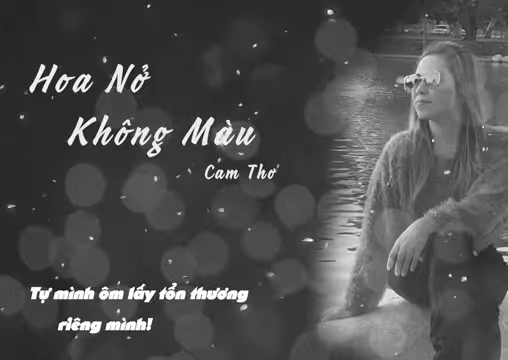 Hoa Nở
Không Màu
Cam Thơ
Tự mình ôm lấy tổn thương
riêng mình!